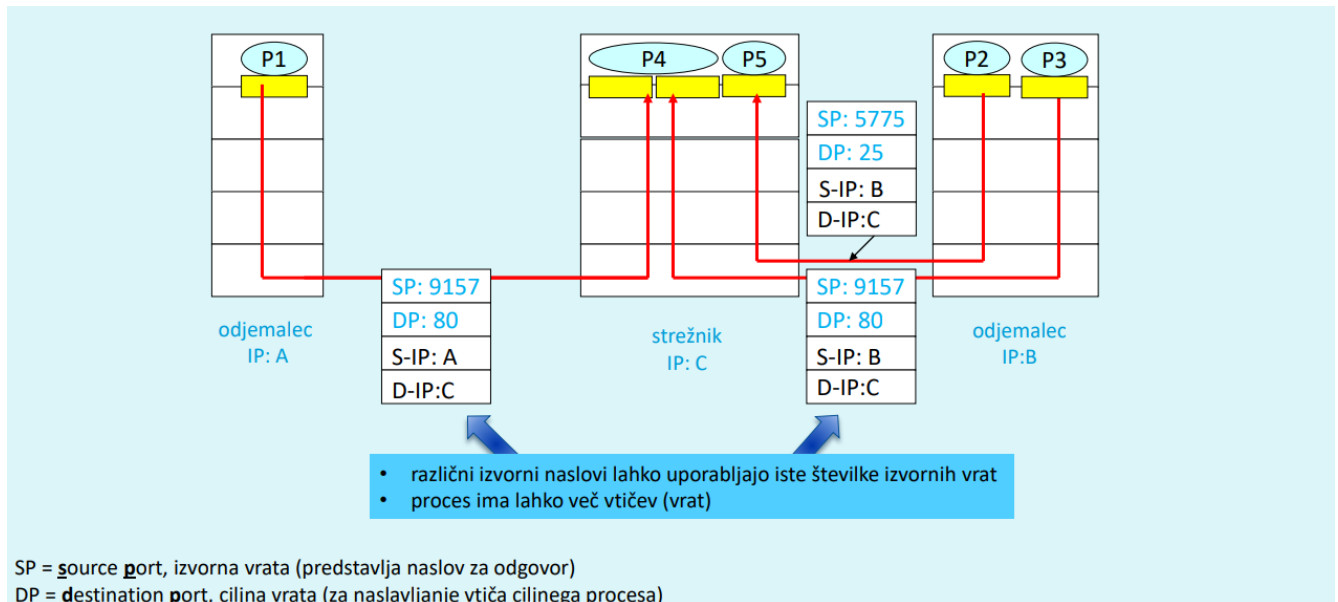 P1
P4
P5
P2
P3
SP: 5775
DP: 25
S-IP: B
D-IP:C
SP: 9157
DP: 80
S-IP: A
D-IP:C
SP: 9157
DP: 80
S-IP: B
D-IP:C
odjemalec
IP: A
strežnik
IP: C
odjemalec
IP:B
• različni izvorni naslovi lahko uporabljajo iste številke izvornih vrat
• proces ima lahko več vtičev (vrat)
SP = source port, izvorna vrata (predstavlja naslov za odgovor)
DP = destination port, ciljna vrata (za naslavljanje vtiča ciljnega procesa)